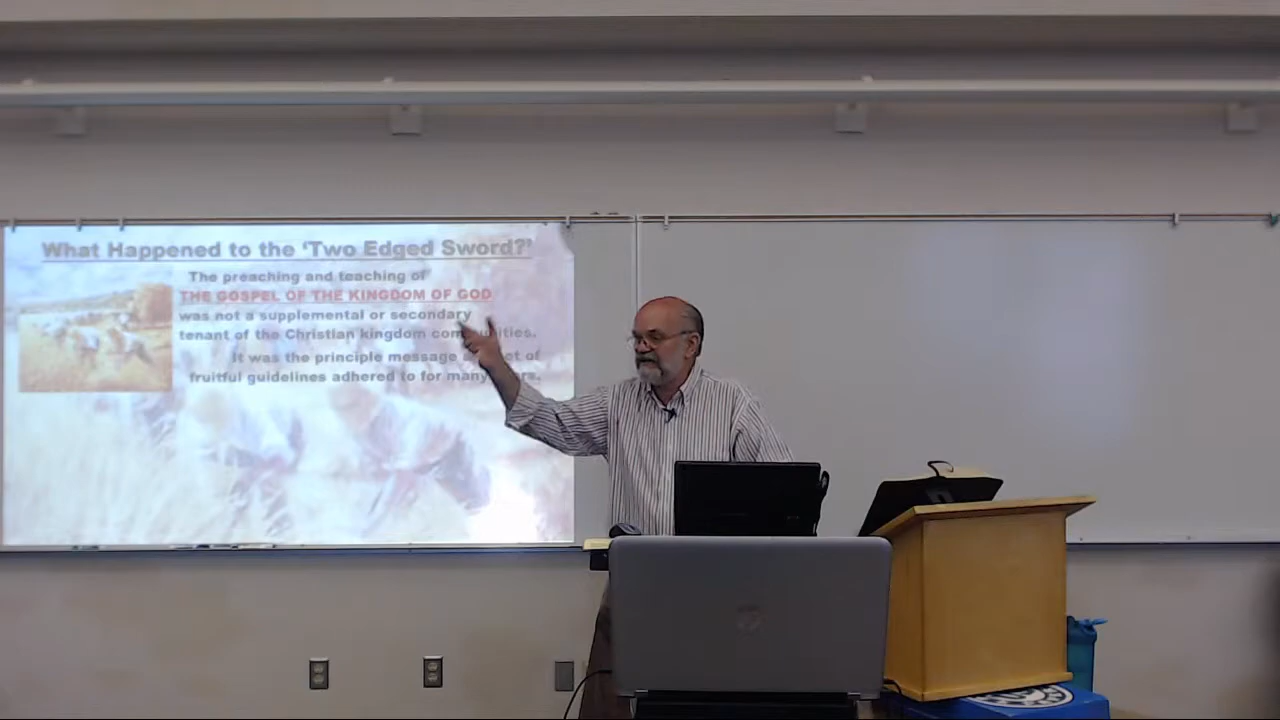 What Happened to the ‘Two Edged Sword?’
The preaching and teaching of
THE GOSPEL OF THE KINGDOM OF GOD
was not a supplemental or secondary
tenant of the Christian kingdom communities.
It was the principle message of
fruitful guidelines adhered to for many